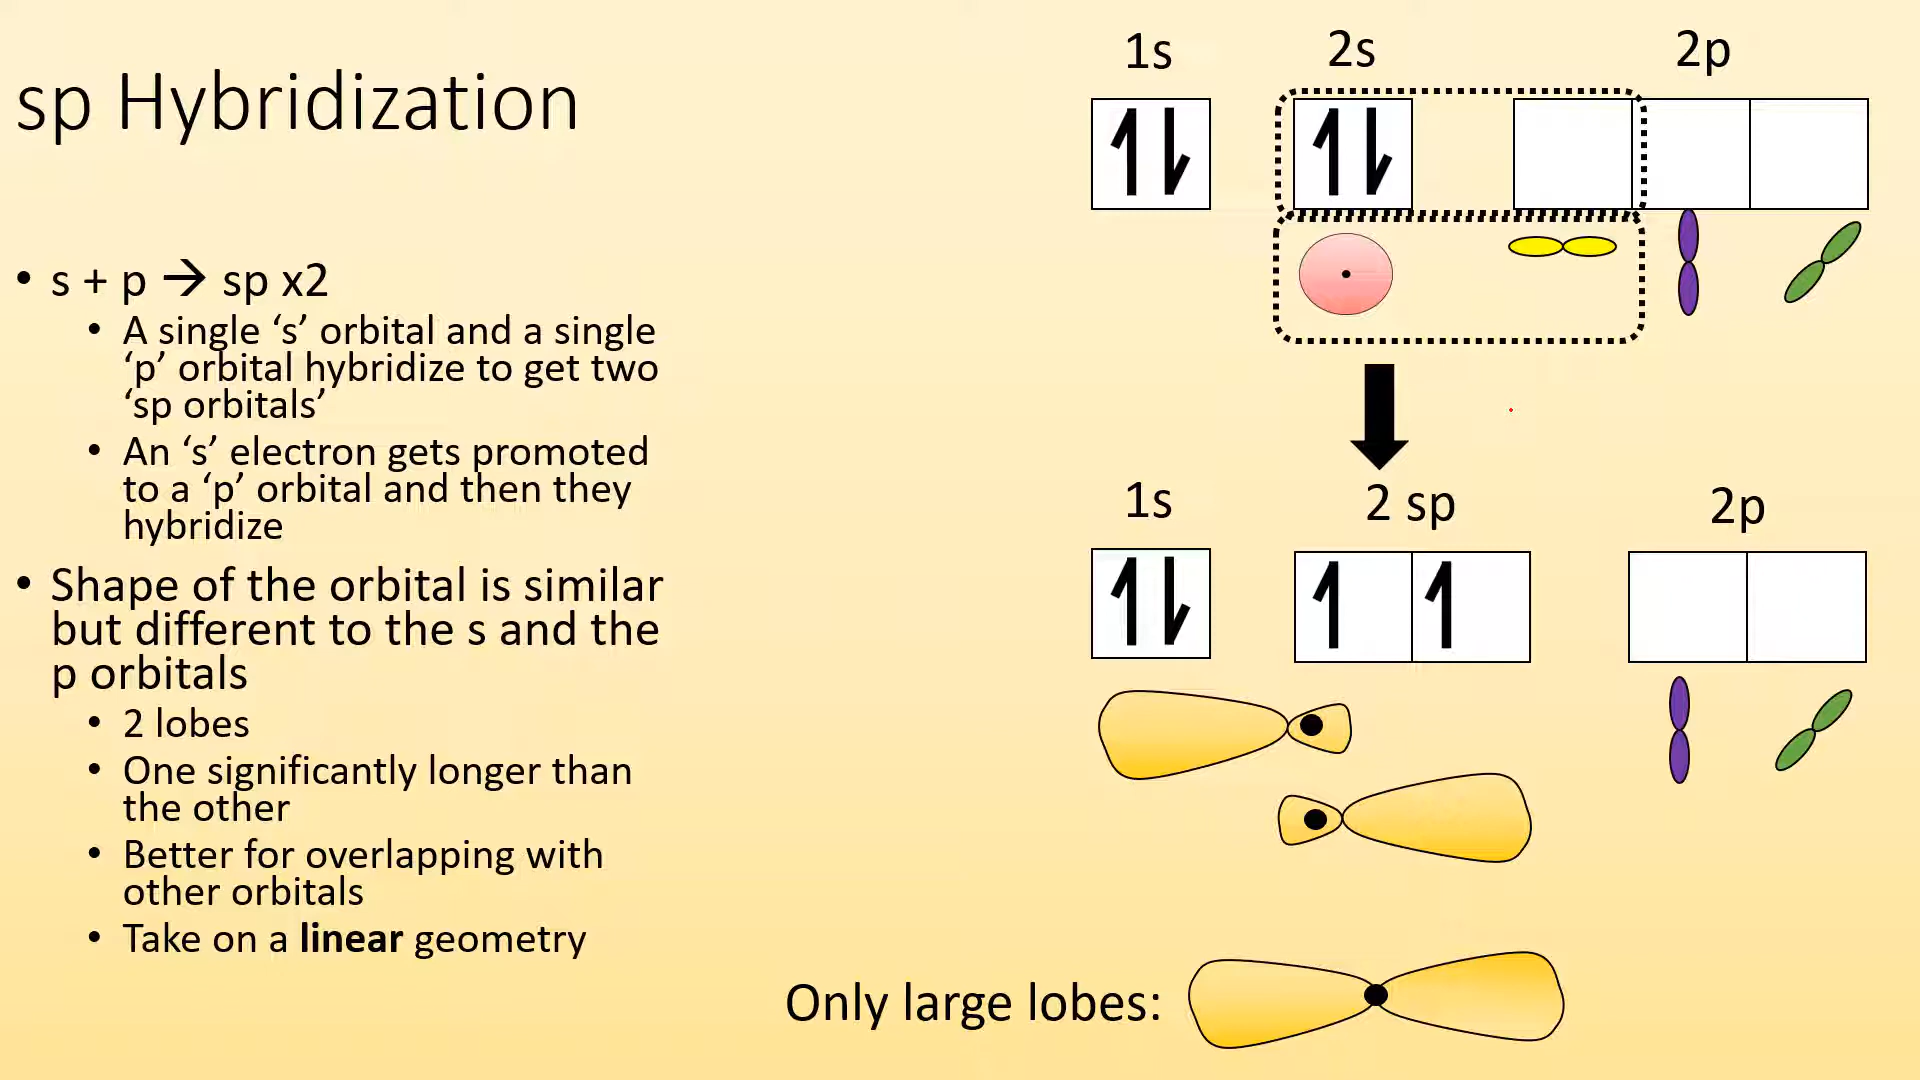 sp Hybridization
• s + p → sp x2
• A single ‘s’ orbital and a single
‘p’ orbital hybridize to get two
‘sp orbitals’
• An ‘s’ electron gets promoted
to a ‘p’ orbital and then they
hybridize
• Shape of the orbital is similar
but different to the s and the
p orbitals
• 2 lobes
• One significantly longer than
the other
• Better for overlapping with
other orbitals
• Take on a linear geometry
1s 2s 2p
1s 2 sp 2p
Only large lobes: